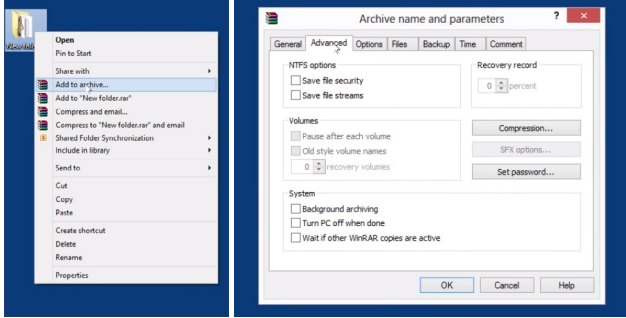 Open
Pin to Start
Share with
Add to archive...
Add to "New folder.rar"
Compress and email...
Compress to "New folder.rar" and email
Shared Folder Synchronization
Include in library
Send to
Cut
Copy
Paste
Create shortcut
Delete
Rename
Properties
Archive name and parameters
?
General Advanced Options Files Backup Time Comment
NTFS options
Save file security
Save file streams
Recovery record
0 percent
Volumes
Pause after each volume
Old style volume names
0 recovery volumes
Compression...
SFX options...
Set password...
System
Background archiving
Turn PC off when done
Wait if other WinRAR copies are active
OK Cancel Help